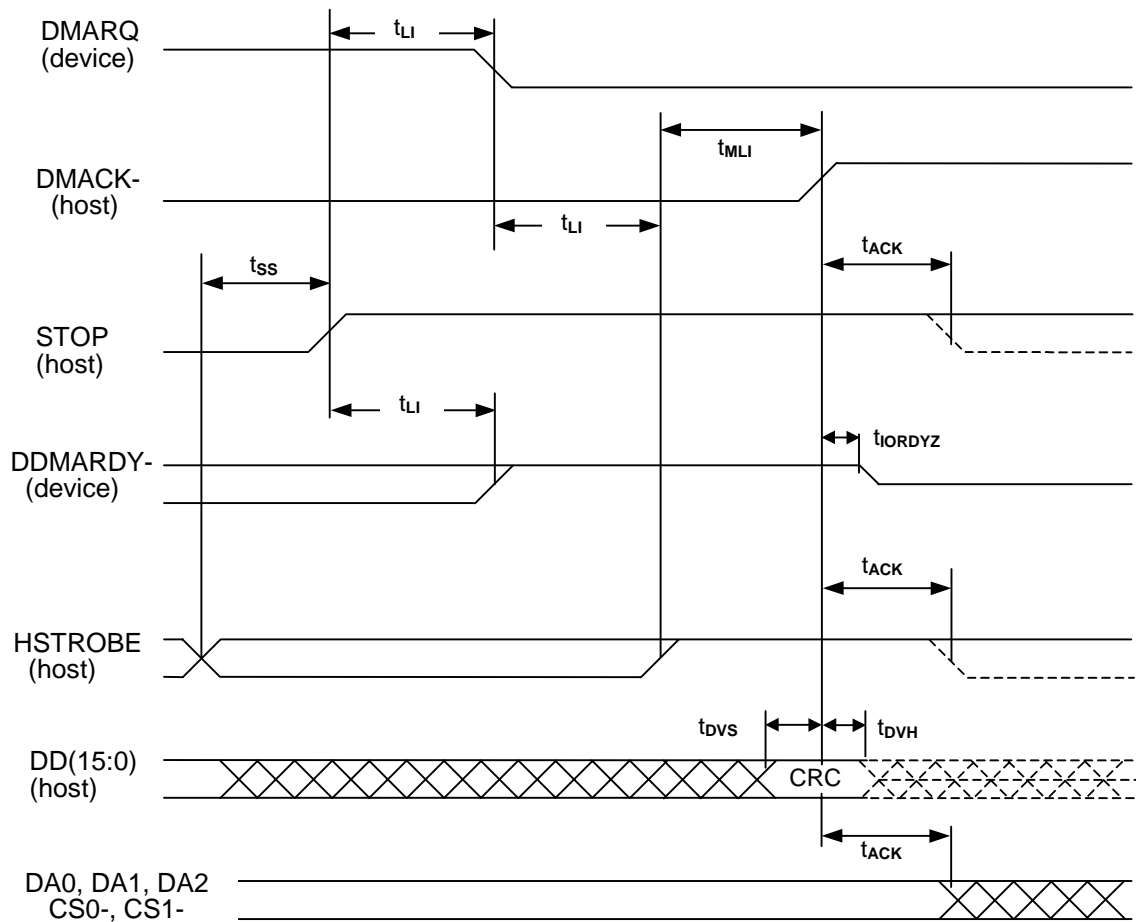 DMARQ
(device)
tLI
tMLI
DMACK-
(host)
tLI
tACK
tSS
STOP
(host)
tLI
tIORDYZ
DDMARDY-
(device)
tACK
HSTROBE
(host)
tDVS
tDVH
DD(15:0)
(host)
CRC
tACK
DA0, DA1, DA2
CS0-, CS1-